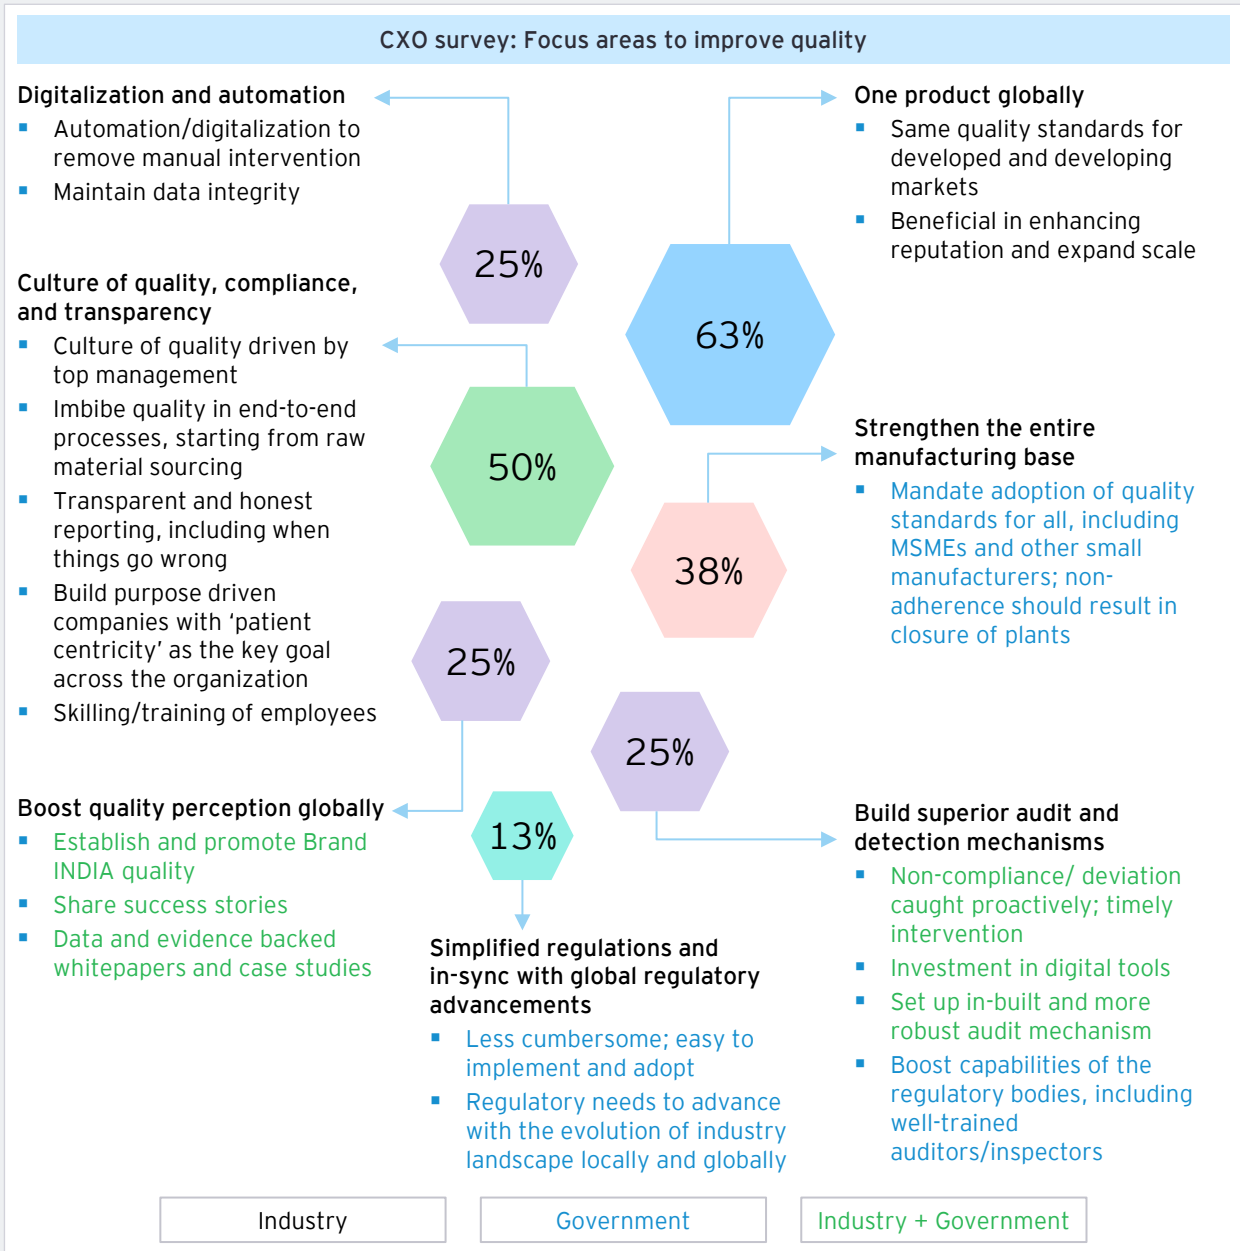 CXO survey: Focus areas to improve quality
Digitalization and automation
Automation/digitalization to
remove manual intervention
Maintain data integrity
25%
Culture of quality, compliance,
and transparency
Culture of quality driven by
top management
Imbibe quality in end-to-end
processes, starting from raw
material sourcing
Transparent and honest
reporting, including when
things go wrong
Build purpose driven
companies with ‘patient
centricity’ as the key goal
across the organization
Skilling/training of employees
50%
Boost quality perception globally
Establish and promote Brand
INDIA quality
Share success stories
Data and evidence backed
whitepapers and case studies
25%
One product globally
Same quality standards for
developed and developing
markets
Beneficial in enhancing
reputation and expand scale
63%
Strengthen the entire
manufacturing base
Mandate adoption of quality
standards for all, including
MSMEs and other small
manufacturers; non-
adherence should result in
closure of plants
38%
Build superior audit and
detection mechanisms
Non-compliance/ deviation
caught proactively; timely
intervention
Investment in digital tools
Set up in-built and more
robust audit mechanism
Boost capabilities of the
regulatory bodies, including
well-trained
auditors/inspectors
25%
13%
Simplified regulations and
in-sync with global regulatory
advancements
Less cumbersome; easy to
implement and adopt
Regulatory needs to advance
with the evolution of industry
landscape locally and globally
Industry
Government
Industry + Government